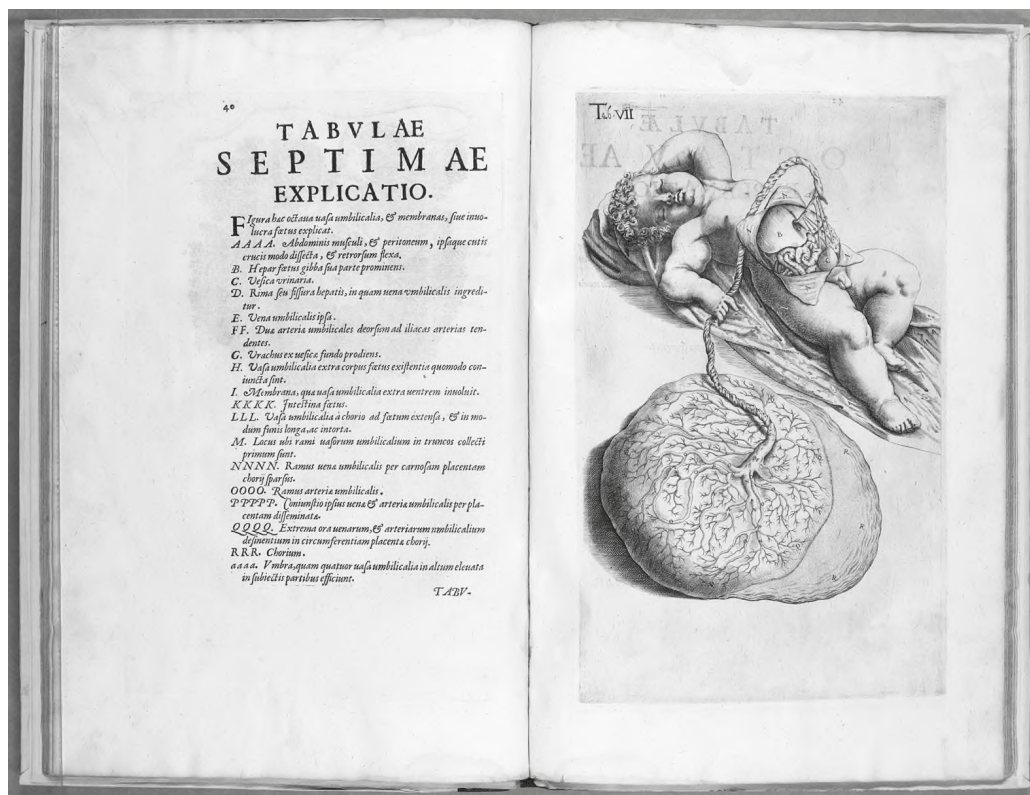 40
TABVLAE
SEPTIMAE
EXPLICATIO.
FIgura hæc octaua uasa umbilicalia, & membranas, siue inuo-
lucra fœtus explicat.
AAAA. Abdominis musculi, & peritoneum, ipsaque cutis
crucis modo dissecta, & retrorsum flexa.
B. Hepar fœtus gibba sua parte prominens.
C. Vesica urinaria.
D. Rima seu fissura hepatis, in quam uena vmbilicalis ingredi-
tur.
E. Vena umbilicalis ipsa.
FF. Duæ arteriæ umbilicales deorsum ad iliacas arterias ten-
dentes.
G. Vrachus ex uesicæ fundo prodiens.
H. Vasa umbilicalia extra corpus fœtus existentia quomodo con-
iuncta sint.
I. Membrana, qua uasa umbilicalia extra uentrem inuoluit.
KKKK. Intestina fœtus.
LLL. Vasa umbilicalia à chorio ad fœtum extensa, & in mo-
dum funis longa, ac intorta.
M. Locus ubi rami uasorum umbilicalium in truncos collecti
primum sunt.
NNNN. Ramus uenæ umbilicalis per carnosam placentam
chorij sparsus.
OOOO. Ramus arteriæ umbilicalis.
PPPPP. Coniunctio ipsius uenæ & arteriæ umbilicalis per pla-
centam disseminatæ.
QQQQ. Extrema ora uenarum, & arteriarum umbilicalium
desinentium in circumferentiam placentæ chorij.
RRR. Chorium.
aaaa. Vmbra, quam quatuor uasa umbilicalia in altum eleuata
in subiectis partibus efficiunt.
TABV-
Tab. VII
B
R
R
R